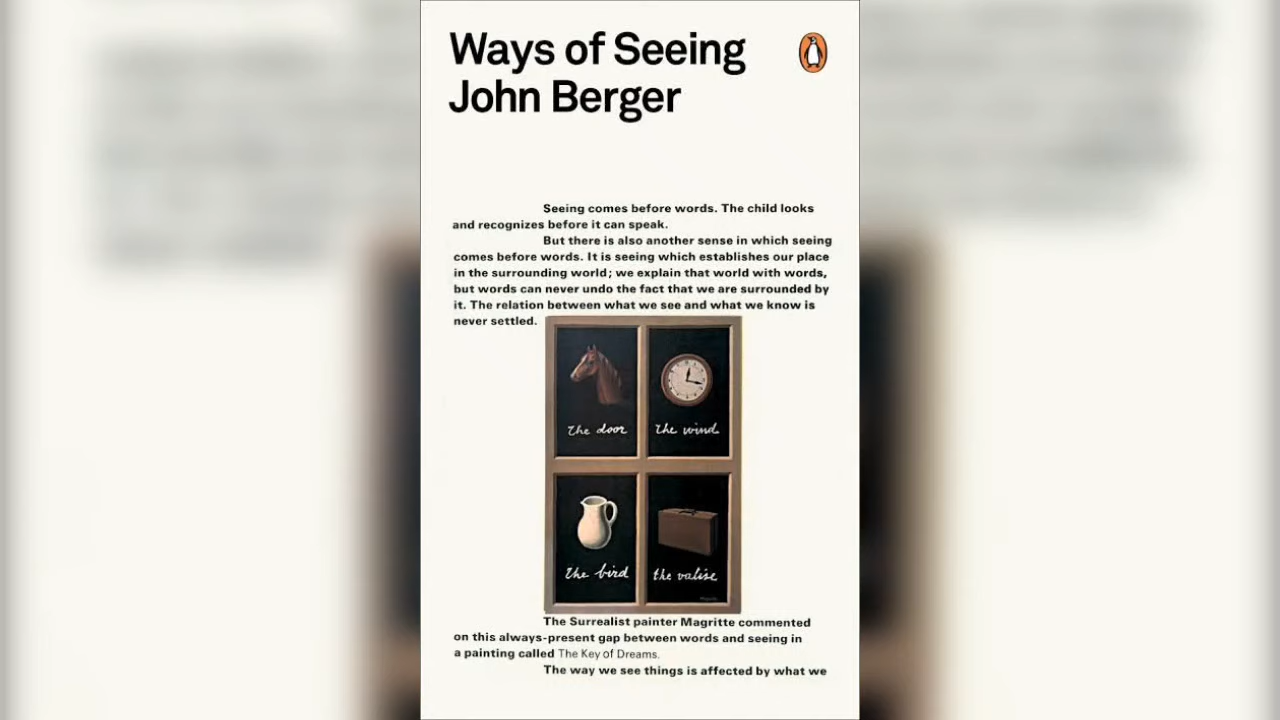 Ways of Seeing
John Berger
Seeing comes before words. The child looks
and recognizes before it can speak.
But there is also another sense in which seeing
comes before words. It is seeing which establishes our place
in the surrounding world; we explain that world with words,
but words can never undo the fact that we are surrounded by
it. The relation between what we see and what we know is
never settled.
The door
the wind
The bird
the valise
The Surrealist painter Magritte commented
on this always-present gap between words and seeing in
a painting called The Key of Dreams.
The way we see things is affected by what we